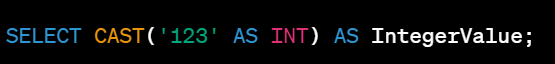 SELECT CAST('123' AS INT) AS IntegerValue;